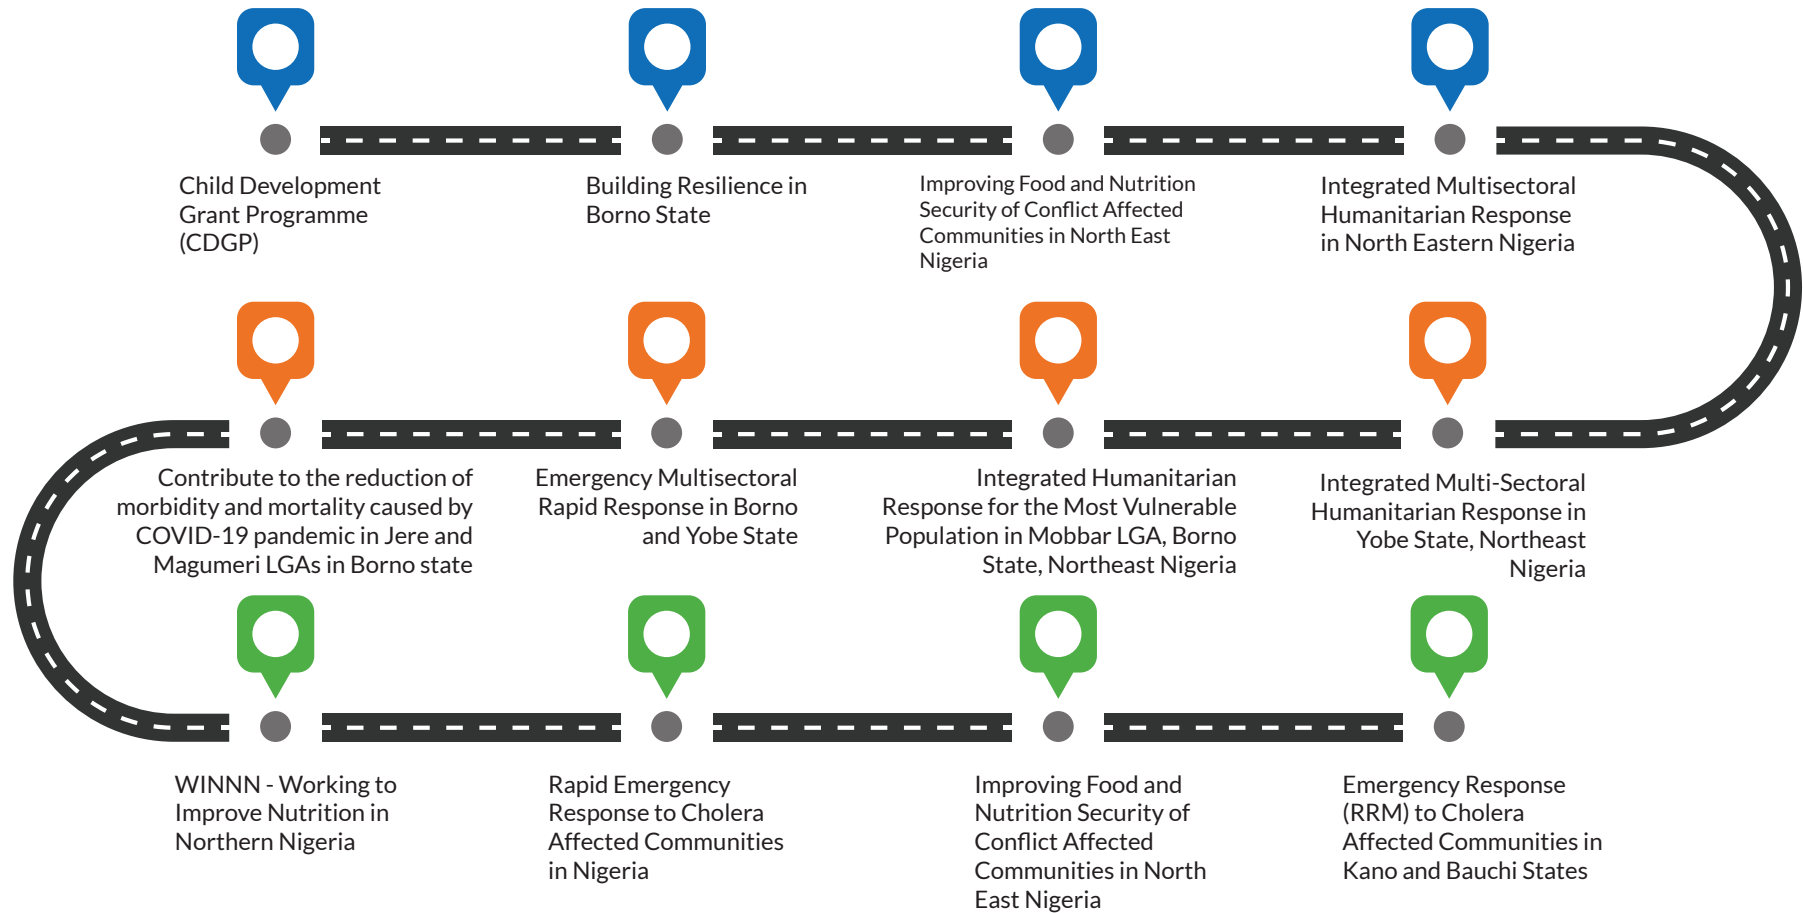 Child Development
Grant Programme
(CDGP)
Building Resilience in
Borno State
Improving Food and Nutrition
Security of Conflict Affected
Communities in North East
Nigeria
Integrated Multisectoral
Humanitarian Response
in North Eastern Nigeria
Contribute to the reduction of
morbidity and mortality caused by
COVID-19 pandemic in Jere and
Magumeri LGAs in Borno state
Emergency Multisectoral
Rapid Response in Borno
and Yobe State
Integrated Humanitarian
Response for the Most Vulnerable
Population in Mobbar LGA, Borno
State, Northeast Nigeria
Integrated Multi-Sectoral
Humanitarian Response in
Yobe State, Northeast
Nigeria
WINNN - Working to
Improve Nutrition in
Northern Nigeria
Rapid Emergency
Response to Cholera
Affected Communities
in Nigeria
Improving Food and
Nutrition Security of
Conflict Affected
Communities in North
East Nigeria
Emergency Response
(RRM) to Cholera
Affected Communities in
Kano and Bauchi States